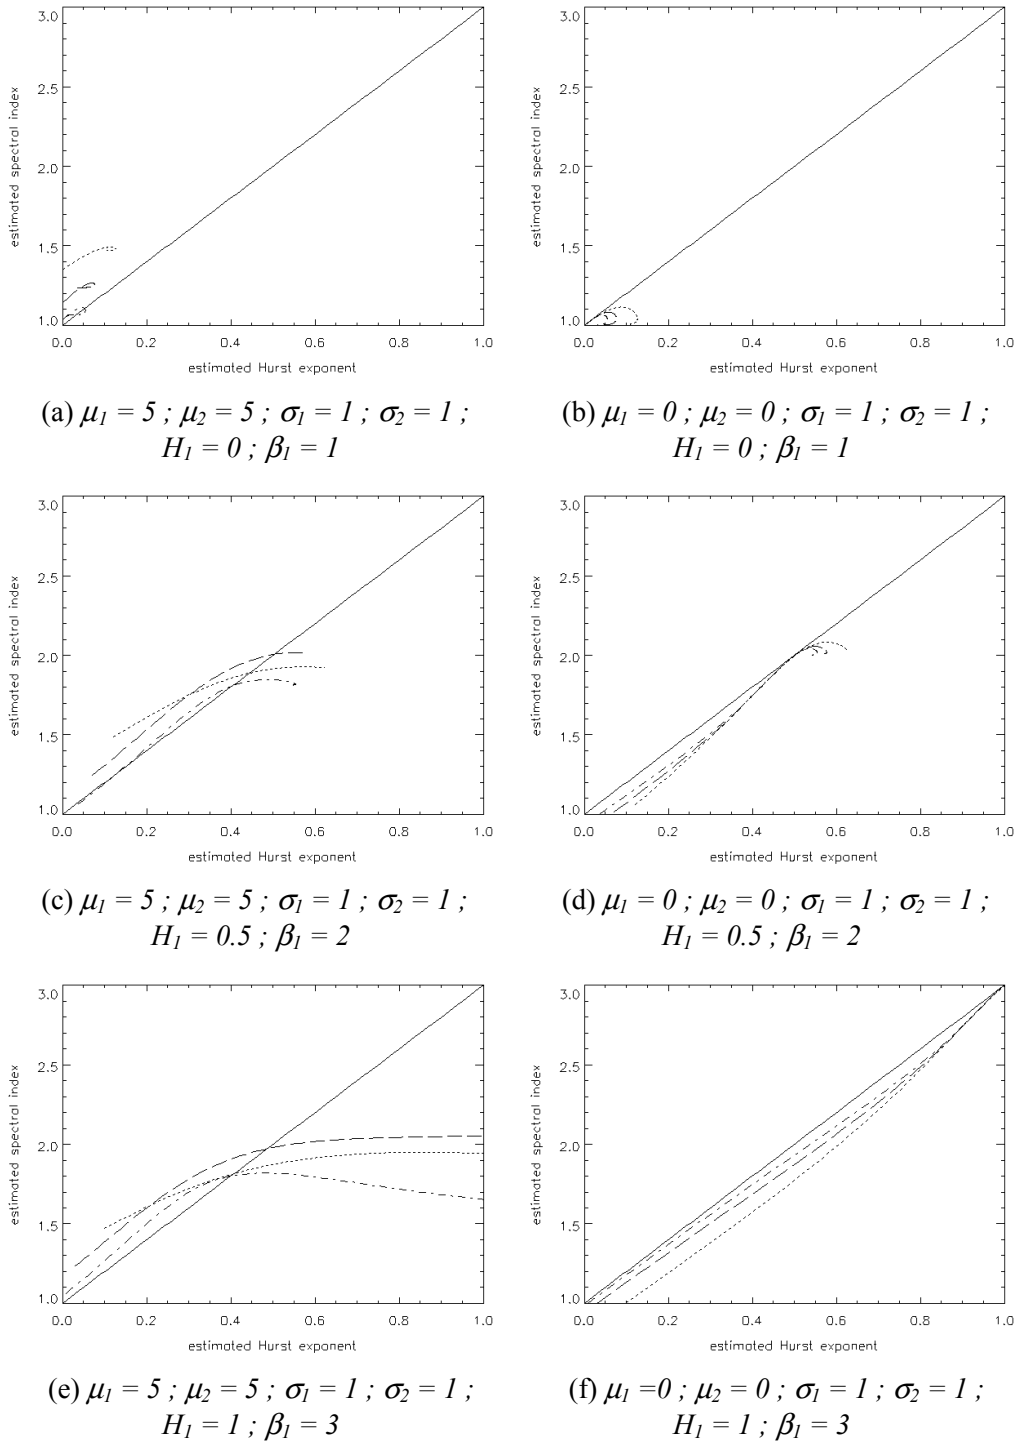 3.0
2.5
2.0
1.5
1.0
estimated spectral index
0.0 0.2 0.4 0.6 0.8 1.0
estimated Hurst exponent
(a) μ1 = 5 ; μ2 = 5 ; σ1 = 1 ; σ2 = 1 ;
H1 = 0 ; β1 = 1
3.0
2.5
2.0
1.5
1.0
estimated spectral index
0.0 0.2 0.4 0.6 0.8 1.0
estimated Hurst exponent
(b) μ1 = 0 ; μ2 = 0 ; σ1 = 1 ; σ2 = 1 ;
H1 = 0 ; β1 = 1
3.0
2.5
2.0
1.5
1.0
estimated spectral index
0.0 0.2 0.4 0.6 0.8 1.0
estimated Hurst exponent
(c) μ1 = 5 ; μ2 = 5 ; σ1 = 1 ; σ2 = 1 ;
H1 = 0.5 ; β1 = 2
3.0
2.5
2.0
1.5
1.0
estimated spectral index
0.0 0.2 0.4 0.6 0.8 1.0
estimated Hurst exponent
(d) μ1 = 0 ; μ2 = 0 ; σ1 = 1 ; σ2 = 1 ;
H1 = 0.5 ; β1 = 2
3.0
2.5
2.0
1.5
1.0
estimated spectral index
0.0 0.2 0.4 0.6 0.8 1.0
estimated Hurst exponent
(e) μ1 = 5 ; μ2 = 5 ; σ1 = 1 ; σ2 = 1 ;
H1 = 1 ; β1 = 3
3.0
2.5
2.0
1.5
1.0
estimated spectral index
0.0 0.2 0.4 0.6 0.8 1.0
estimated Hurst exponent
(f) μ1 =0 ; μ2 = 0 ; σ1 = 1 ; σ2 = 1 ;
H1 = 1 ; β1 = 3